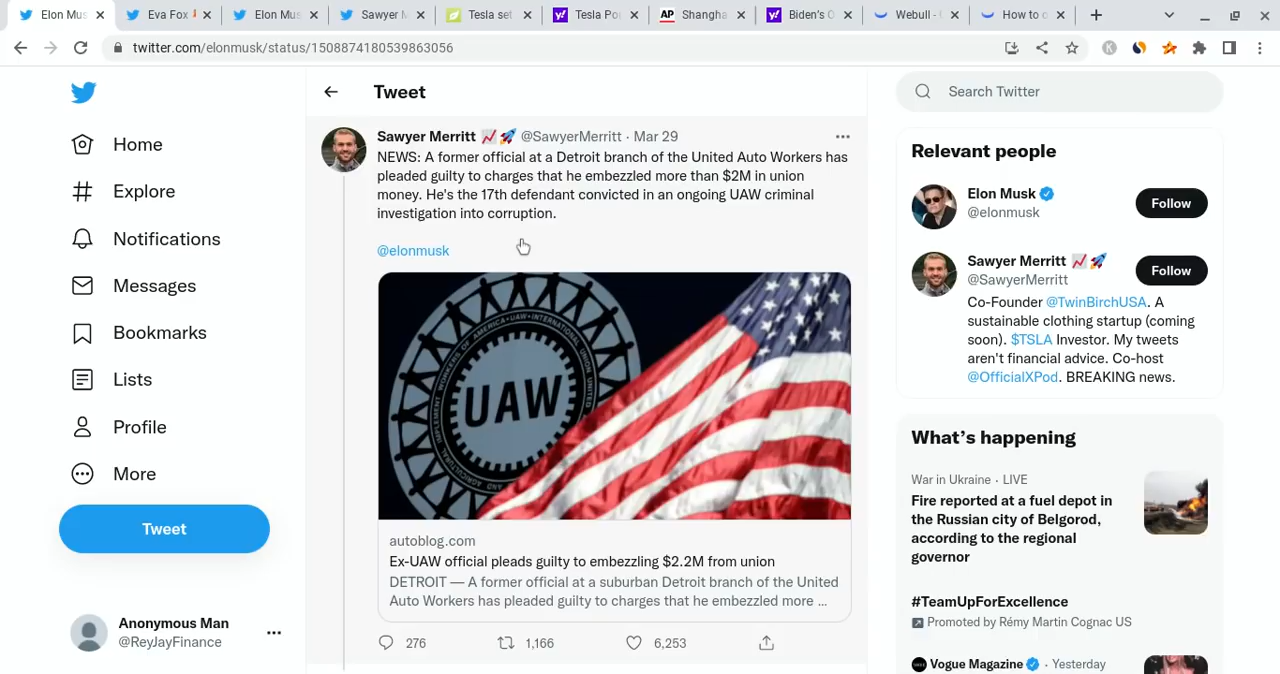 Elon Mus
Eva Fox
Elon Mus
Sawyer M
Tesla set
Tesla Po
Shangha
Biden's O
Webull -
How to o
twitter.com/elonmusk/status/1508874180539863056
Home
Explore
Notifications
Messages
Bookmarks
Lists
Profile
More
Tweet
Anonymous Man
@ReyJayFinance
Tweet
Sawyer Merritt 📈🚀 @SawyerMerritt · Mar 29
NEWS: A former official at a Detroit branch of the United Auto Workers has
pleaded guilty to charges that he embezzled more than $2M in union
money. He's the 17th defendant convicted in an ongoing UAW criminal
investigation into corruption.
@elonmusk
UAW
autoblog.com
Ex-UAW official pleads guilty to embezzling $2.2M from union
DETROIT — A former official at a suburban Detroit branch of the United
Auto Workers has pleaded guilty to charges that he embezzled more ...
276
1,166
6,253
Search Twitter
Relevant people
Elon Musk
@elonmusk
Follow
Sawyer Merritt 📈🚀
@SawyerMerritt
Follow
Co-Founder @TwinBirchUSA. A
sustainable clothing startup (coming
soon). $TSLA Investor. My tweets
aren't financial advice. Co-host
@OfficialXPod. BREAKING news.
What's happening
War in Ukraine · LIVE
Fire reported at a fuel depot in
the Russian city of Belgorod,
according to the regional
governor
#TeamUpForExcellence
Promoted by Rémy Martin Cognac US
Vogue Magazine · Yesterday